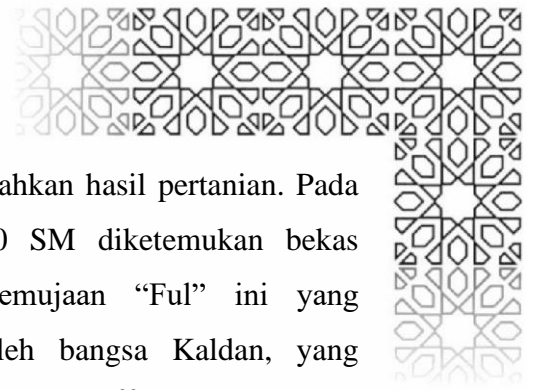 ahkan hasil pertanian. Pada
0 SM diketemukan bekas
emujaan “Ful” ini yang
leh bangsa Kaldan, yang